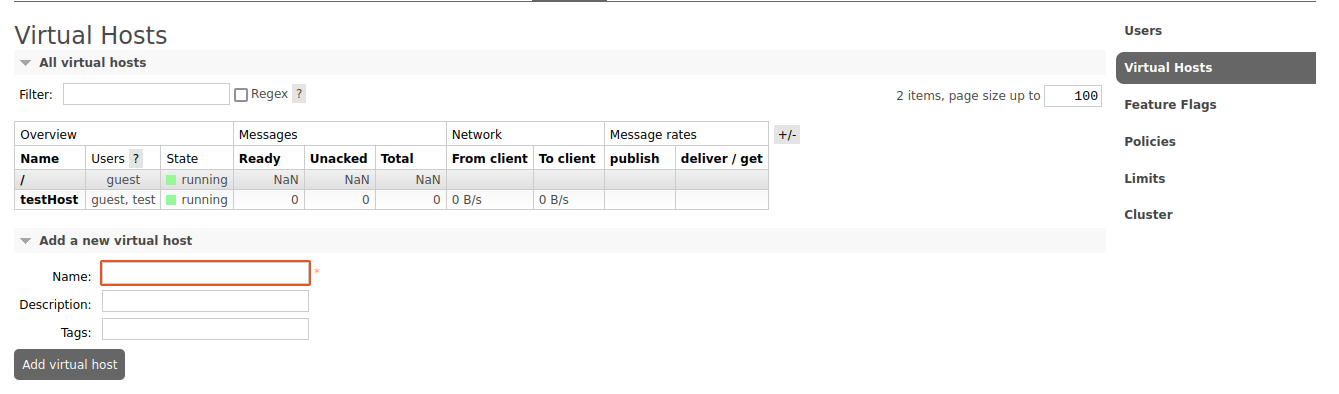 Virtual Hosts
All virtual hosts
Filter: Regex ? 2 items, page size up to 100
Overview Messages Network Message rates +/-
Name Users ? State Ready Unacked Total From client To client publish deliver / get
/ guest running NaN NaN NaN
testHost guest, test running 0 0 0 0 B/s 0 B/s
Add a new virtual host
Name: *
Description:
Tags:
Add virtual host
Users
Virtual Hosts
Feature Flags
Policies
Limits
Cluster